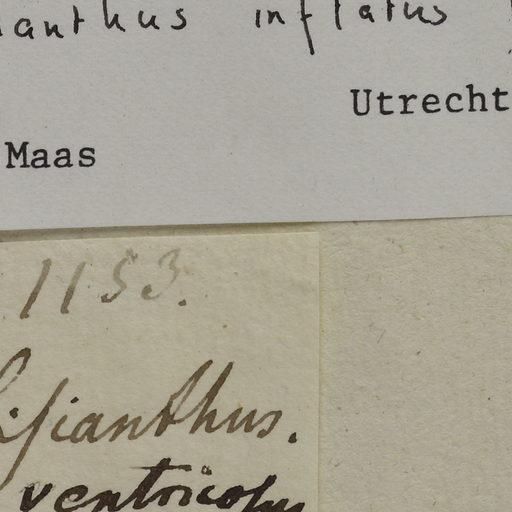 ianthus inflatus
Utrecht
Maas
1153.
Lisianthus.
ventricosus